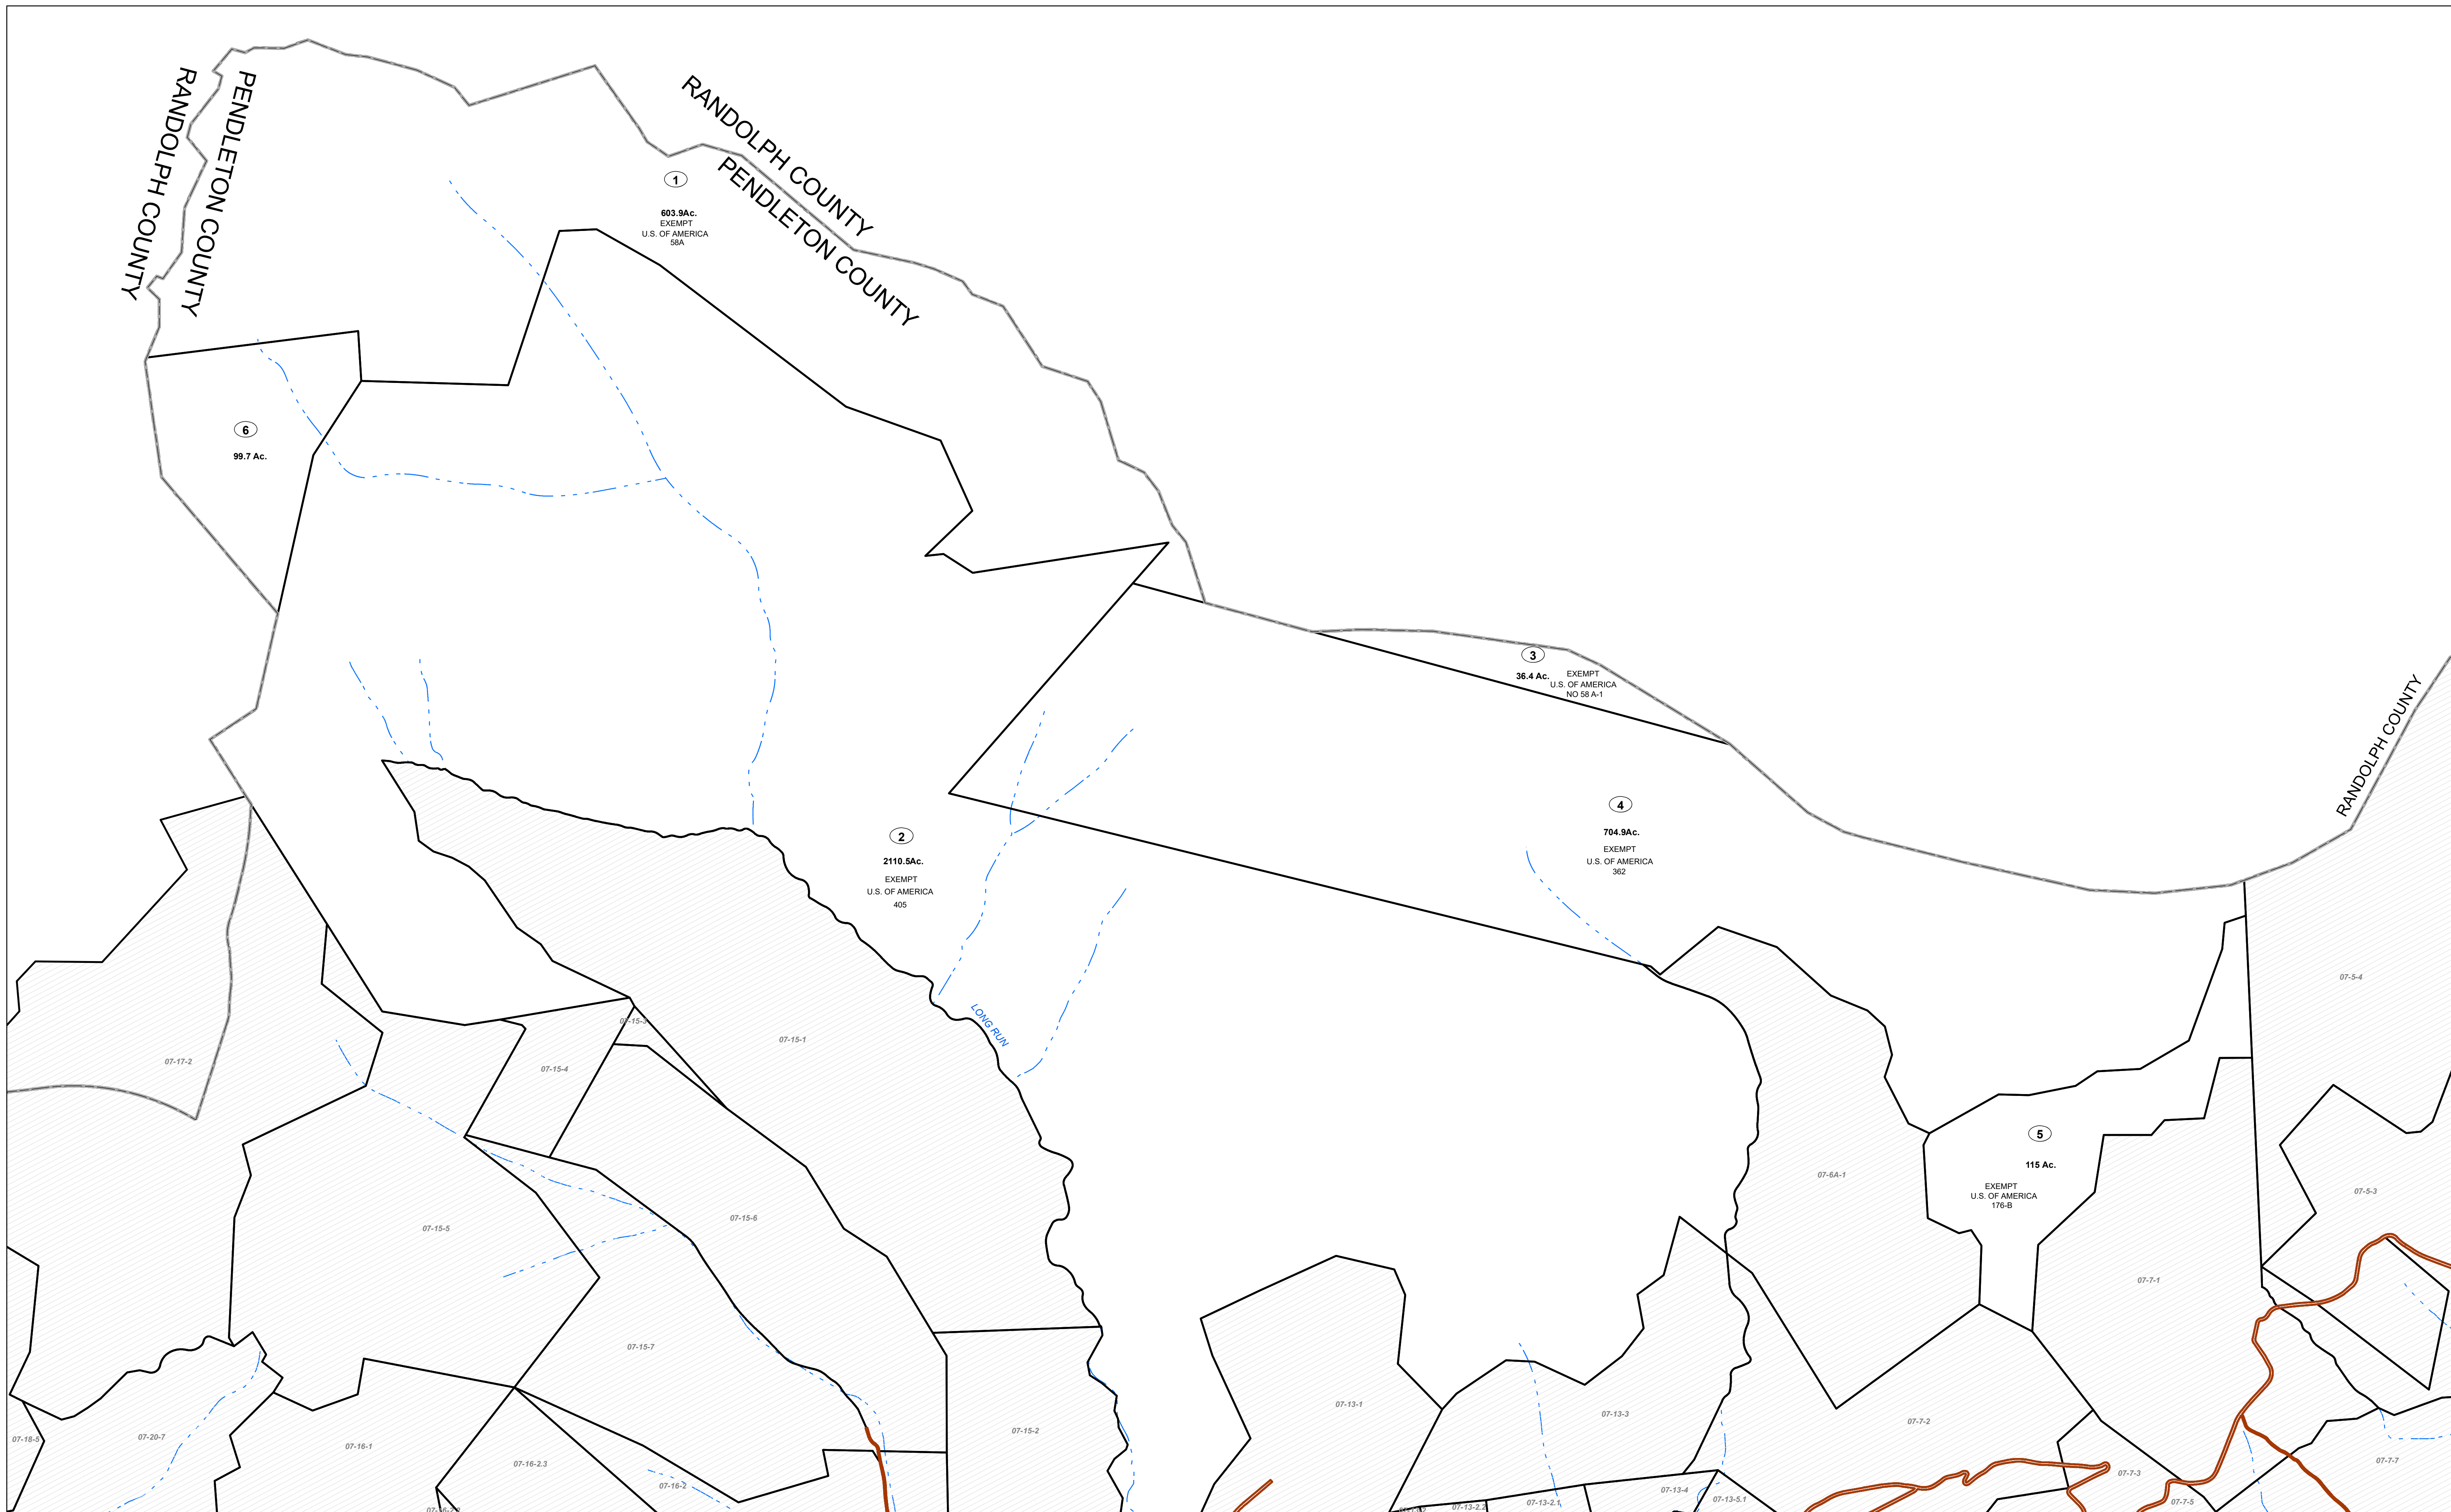 RANDOLPH COUNTY
PENDLETON COUNTY
RANDOLPH COUNTY
PENDLETON COUNTY
1
603.9Ac.
EXEMPT
U.S. OF AMERICA
58A
6
99.7 Ac.
3
36.4 Ac.
EXEMPT
U.S. OF AMERICA
NO 58 A-1
RANDOLPH COUNTY
4
704.9Ac.
EXEMPT
U.S. OF AMERICA
362
2
2110.5Ac.
EXEMPT
U.S. OF AMERICA
405
LONG RUN
07-5-4
07-15-3
07-15-1
07-17-2
07-15-4
5
115 Ac.
EXEMPT
U.S. OF AMERICA
176-B
07-6A-1
07-5-3
07-15-6
07-15-5
07-7-1
07-15-7
07-13-1
07-13-3
07-7-2
07-15-2
07-18-5
07-20-7
07-16-1
07-16-2.3
07-7-7
07-7-3
07-16-2
07-13-4
07-13-5.1
07-13-2.2
07-13-2.1
07-7-5